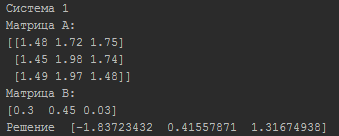 Система 1
Матрица А:
[[1.48 1.72 1.75]
[1.45 1.98 1.74]
[1.49 1.97 1.48]]
Матрица B:
[0.3 0.45 0.03]
Решение [-1.83723432 0.41557871 1.31674938]